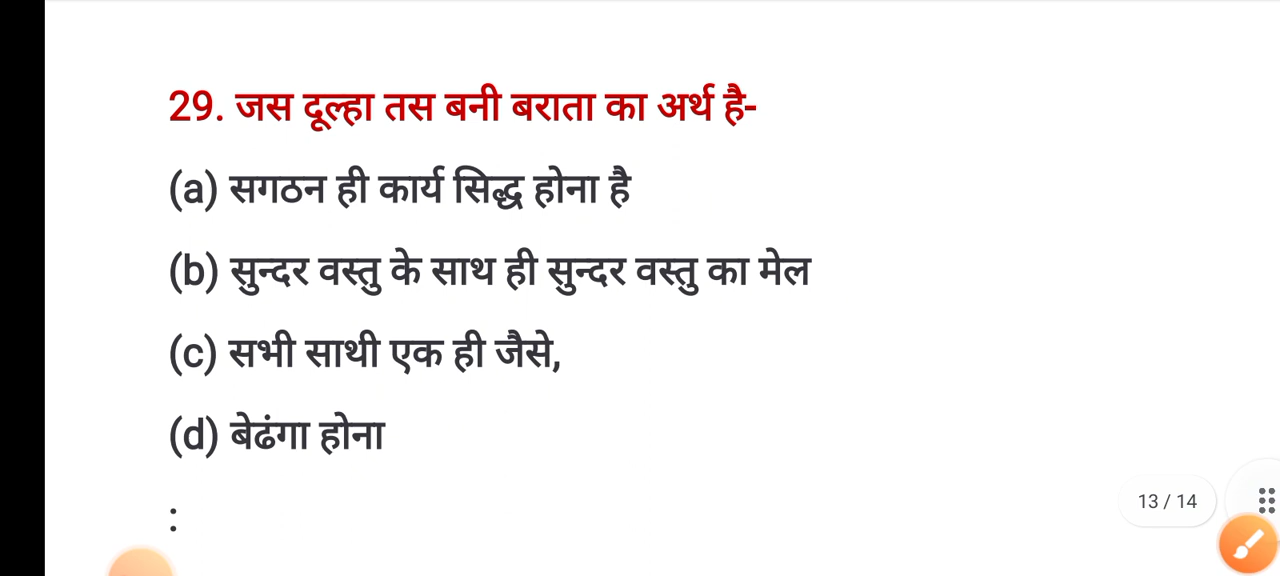 29. जस दूल्हा तस बनी बराता का अर्थ है-
(a) सगठन ही कार्य सिद्ध होना है
(b) सुन्दर वस्तु के साथ ही सुन्दर वस्तु का मेल
(c) सभी साथी एक ही जैसे,
(d) बेढंगा होना
:
13 / 14